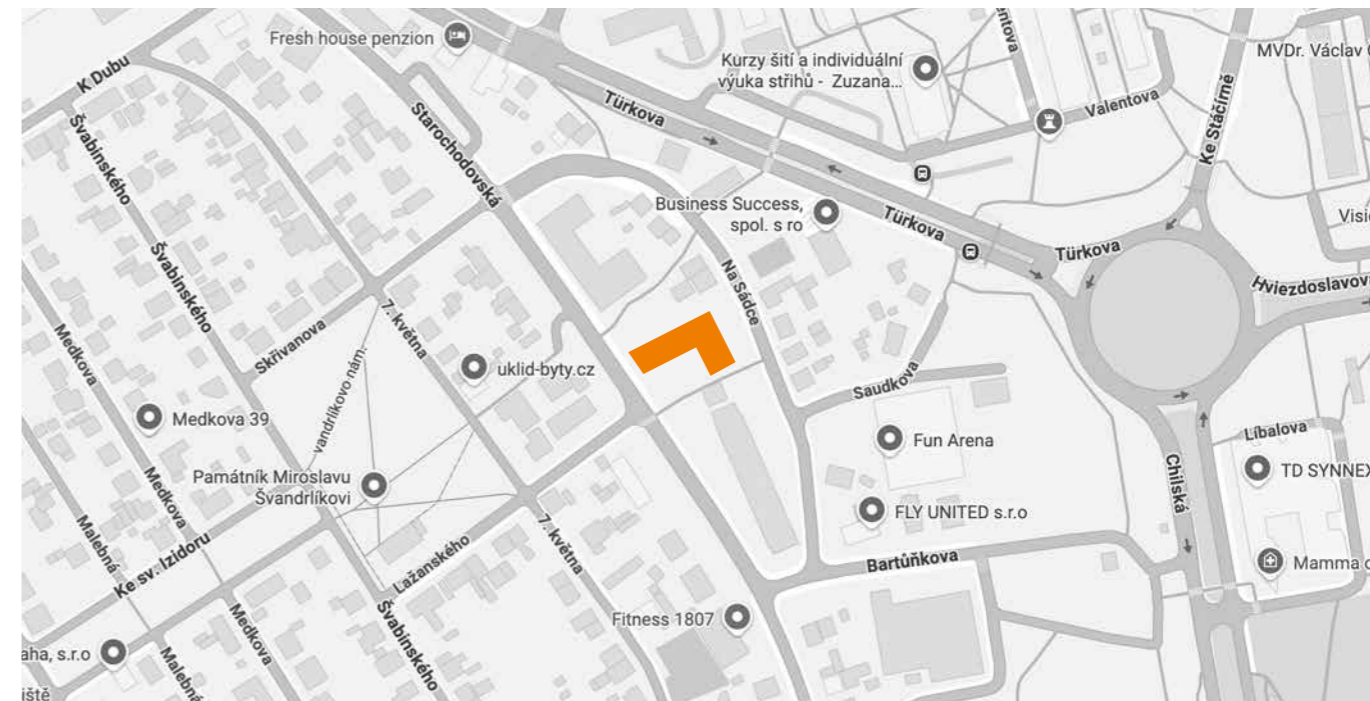 Fresh house penzion
entova
MVDr. Václav
K Dubu
Kurzy šití a individuální
výuka střihů - Zuzana...
Švabinského
Türkova
Valentova
Ke Stáčírně
Starochodovská
Business Success,
spol. s ro
Türkova
Visi
Türkova
Švabinského
Na Sádce
Hviezdoslavov
Medkova
Skřivanova
7. května
uklid-byty.cz
vandrlíkovo nám.
Saudkova
Medkova 39
Fun Arena
Líbalova
Památník Miroslavu
Švandrlíkovi
Medkova
Chilská
TD SYNNEX
FLY UNITED s.r.o
Malebná
Ke sv. Izidoru
Lažanského
7. května
Bartůňkova
Mamma
Švabinského
Fitness 1807
Medkova
aha, s.r.o
Malebná
iště